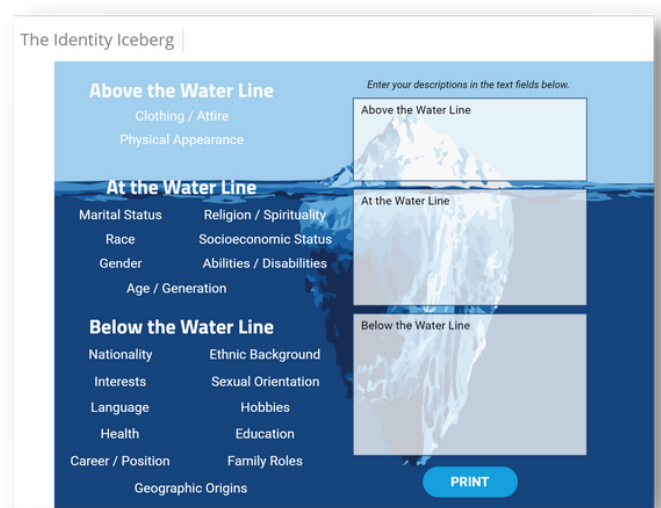 The Identity Iceberg
Above the Water Line
Clothing / Attire
Physical Appearance
At the Water Line
Marital Status Religion / Spirituality
Race Socioeconomic Status
Gender Abilities / Disabilities
Age / Generation
Below the Water Line
Nationality Ethnic Background
Interests Sexual Orientation
Language Hobbies
Health Education
Career / Position Family Roles
Geographic Origins
Enter your descriptions in the text fields below.
Above the Water Line
At the Water Line
Below the Water Line
PRINT